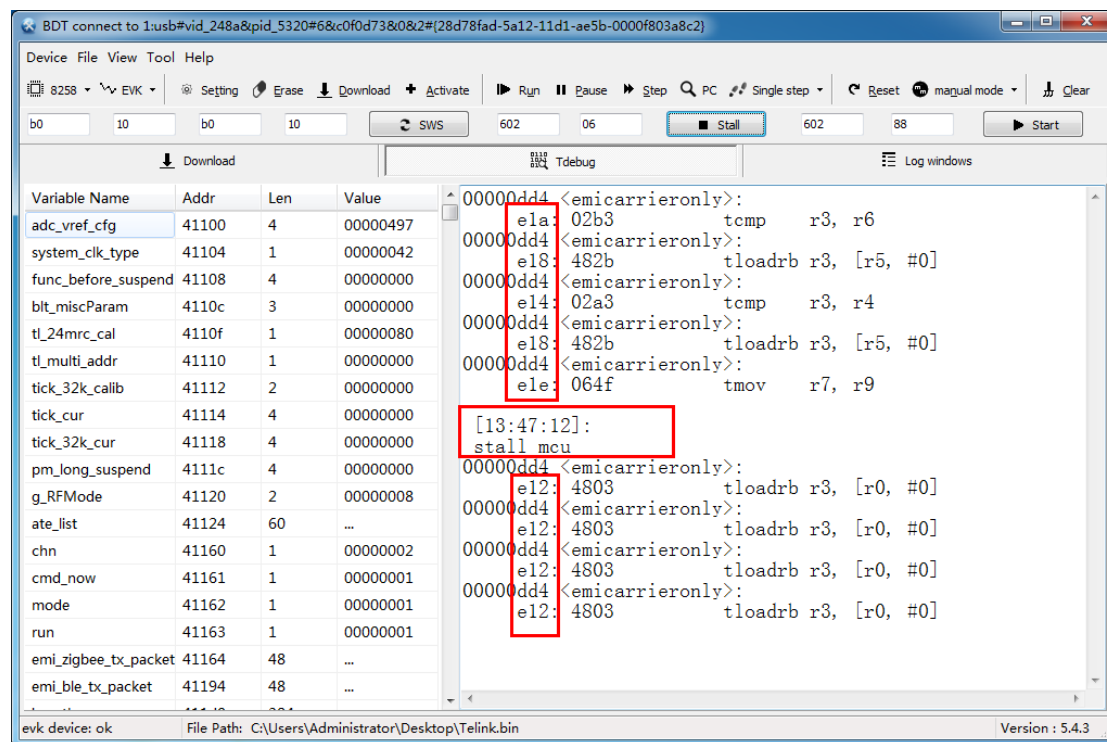 BDT connect to 1:usb#vid_248a&pid_5320#6&c0f0d73&0&2#{28d78fad-5a12-11d1-ae5b-0000f803a8c2}
Device File View Tool Help
8258 EVK Setting Erase Download Activate Run Pause Step PC Single step Reset manual mode Clear
b0 10 b0 10 SWS 602 06 Stall 602 88 Start
Download Tdebug Log windows
Variable Name Addr Len Value
adc_vref_cfg 41100 4 00000497
system_clk_type 41104 1 00000042
func_before_suspend 41108 4 00000000
blt_miscParam 4110c 3 00000000
tl_24mrc_cal 4110f 1 00000080
tl_multi_addr 41110 1 00000000
tick_32k_calib 41112 2 00000000
tick_cur 41114 4 00000000
tick_32k_cur 41118 4 00000000
pm_long_suspend 4111c 4 00000000
g_RFMode 41120 2 00000008
ate_list 41124 60 ...
chn 41160 1 00000002
cmd_now 41161 1 00000001
mode 41162 1 00000001
run 41163 1 00000001
emi_zigbee_tx_packet 41164 48 ...
emi_ble_tx_packet 41194 48 ...
00000dd4 <emicarrieronly>:
e1a: 02b3 tcmp r3, r6
00000dd4 <emicarrieronly>:
e18: 482b tloadrb r3, [r5, #0]
00000dd4 <emicarrieronly>:
e14: 02a3 tcmp r3, r4
00000dd4 <emicarrieronly>:
e18: 482b tloadrb r3, [r5, #0]
00000dd4 <emicarrieronly>:
e1e: 064f tmov r7, r9
[13:47:12]:
stall mcu
00000dd4 <emicarrieronly>:
e12: 4803 tloadrb r3, [r0, #0]
00000dd4 <emicarrieronly>:
e12: 4803 tloadrb r3, [r0, #0]
00000dd4 <emicarrieronly>:
e12: 4803 tloadrb r3, [r0, #0]
00000dd4 <emicarrieronly>:
e12: 4803 tloadrb r3, [r0, #0]
evk device: ok File Path: C:\Users\Administrator\Desktop\Telink.bin Version : 5.4.3